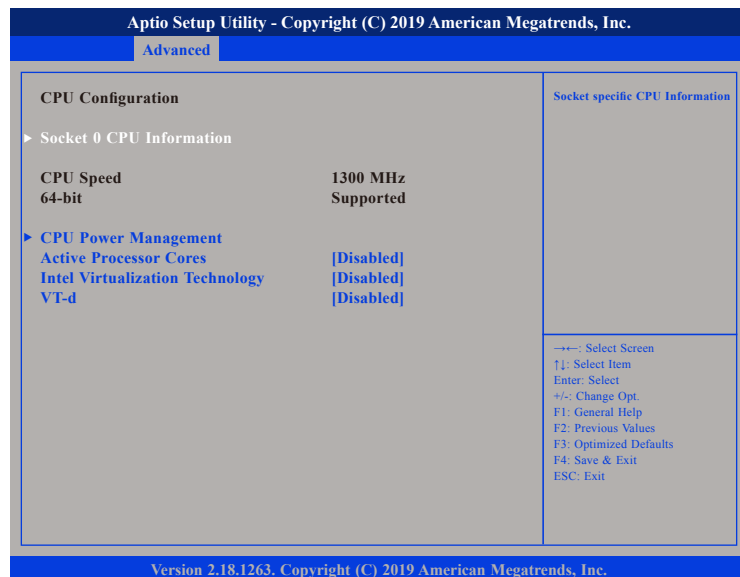 Aptio Setup Utility - Copyright (C) 2019 American Megatrends, Inc.
Advanced
CPU Configuration
► Socket 0 CPU Information
CPU Speed 1300 MHz
64-bit Supported
► CPU Power Management
Active Processor Cores [Disabled]
Intel Virtualization Technology [Disabled]
VT-d [Disabled]
Socket specific CPU Information
→←: Select Screen
↑↓: Select Item
Enter: Select
+/-: Change Opt.
F1: General Help
F2: Previous Values
F3: Optimized Defaults
F4: Save & Exit
ESC: Exit
Version 2.18.1263. Copyright (C) 2019 American Megatrends, Inc.